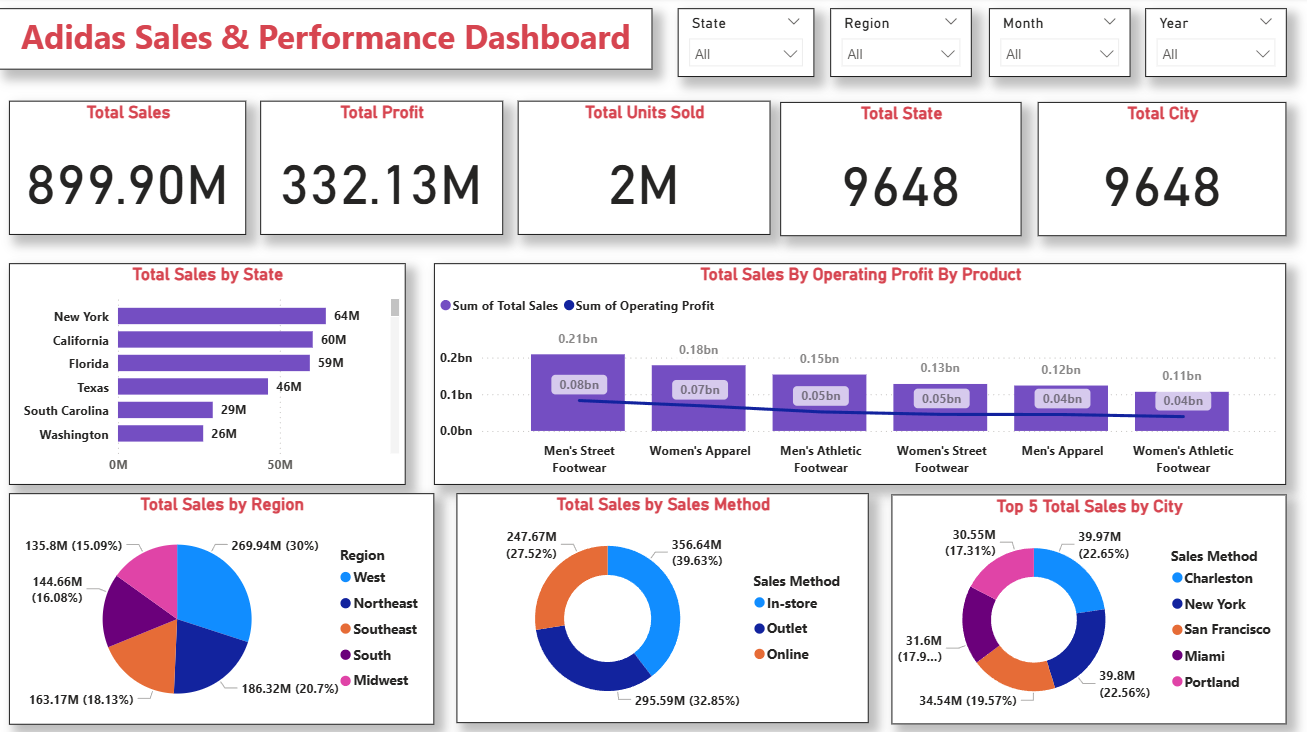 Adidas Sales & Performance Dashboard
State
All
Region
All
Month
All
Year
All
Total Sales
899.90M
Total Profit
332.13M
Total Units Sold
2M
Total State
9648
Total City
9648
Total Sales by State
New York 64M
California 60M
Florida 59M
Texas 46M
South Carolina 29M
Washington 26M
0M 50M
Total Sales By Operating Profit By Product
Sum of Total Sales Sum of Operating Profit
0.2bn
0.1bn
0.0bn
0.21bn
0.18bn
0.15bn
0.13bn
0.12bn
0.11bn
0.08bn
0.07bn
0.05bn
0.05bn
0.04bn
0.04bn
Men's Street
Footwear
Women's Apparel
Men's Athletic
Footwear
Women's Street
Footwear
Men's Apparel
Women's Athletic
Footwear
Total Sales by Region
135.8M (15.09%)
269.94M (30%)
144.66M
(16.08%)
163.17M (18.13%)
186.32M (20.7%)
Region
West
Northeast
Southeast
South
Midwest
Total Sales by Sales Method
247.67M
(27.52%)
356.64M
(39.63%)
295.59M (32.85%)
Sales Method
In-store
Outlet
Online
Top 5 Total Sales by City
30.55M
(17.31%)
39.97M
(22.65%)
31.6M
(17.9...)
34.54M (19.57%)
39.8M
(22.56%)
Sales Method
Charleston
New York
San Francisco
Miami
Portland